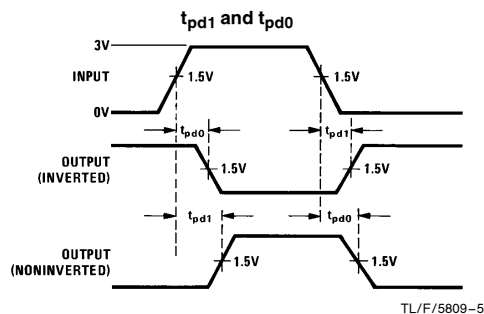 tpd1 and tpd0
3V
INPUT
1.5V
1.5V
0V
tpd0
tpd1
OUTPUT
(INVERTED)
1.5V
1.5V
tpd1
tpd0
OUTPUT
(NONINVERTED)
1.5V
1.5V
TL/F/5809-5